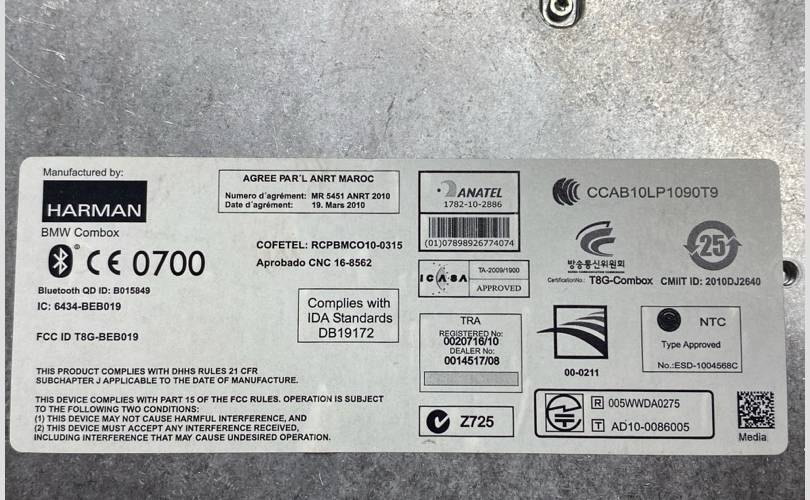 Manufactured by:
HARMAN
BMW Combox
CE 0700
Bluetooth QD ID: B015849
IC: 6434-BEB019
FCC ID T8G-BEB019
THIS PRODUCT COMPLIES WITH DHHS RULES 21 CFR
SUBCHAPTER J APPLICABLE TO THE DATE OF MANUFACTURE.
THIS DEVICE COMPLIES WITH PART 15 OF THE FCC RULES. OPERATION IS SUBJECT
TO THE FOLLOWING TWO CONDITIONS:
(1) THIS DEVICE MAY NOT CAUSE HARMFUL INTERFERENCE, AND
(2) THIS DEVICE MUST ACCEPT ANY INTERFERENCE RECEIVED,
INCLUDING INTERFERENCE THAT MAY CAUSE UNDESIRED OPERATION.
AGREE PAR´L ANRT MAROC
Numero d´agrément: MR 5451 ANRT 2010
Date d´agrément: 19. Mars 2010
COFETEL: RCPBMCO10-0315
Aprobado CNC 16-8562
Complies with
IDA Standards
DB19172
ANATEL
1782-10-2886
(01)07898926774074
ICASA
TA-2009/1900
APPROVED
TRA
REGISTERED No:
0020716/10
DEALER No:
0014517/08
Z725
CCAB10LP1090T9
방송통신위원회
25
CertificationNo.: T8G-Combox CMIIT ID: 2010DJ2640
00-0211
NTC
Type Approved
No.:ESD-1004568C
R 005WWDA0275
T AD10-0086005
Media